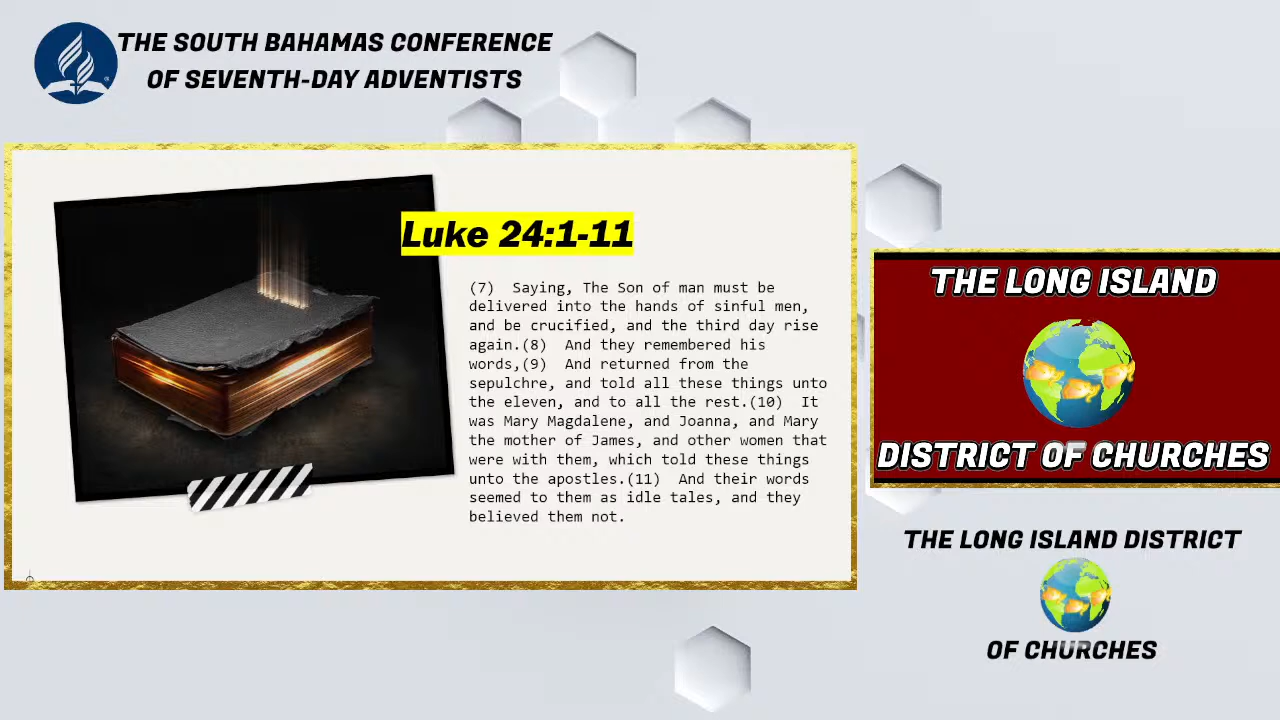 THE SOUTH BAHAMAS CONFERENCE
OF SEVENTH-DAY ADVENTISTS
Luke 24:1-11
(7)  Saying, The Son of man must be
delivered into the hands of sinful men,
and be crucified, and the third day rise
again.(8)  And they remembered his
words,(9)  And returned from the
sepulchre, and told all these things unto
the eleven, and to all the rest.(10)  It
was Mary Magdalene, and Joanna, and Mary
the mother of James, and other women that
were with them, which told these things
unto the apostles.(11)  And their words
seemed to them as idle tales, and they
believed them not.
THE LONG ISLAND
DISTRICT OF CHURCHES
THE LONG ISLAND DISTRICT
OF CHURCHES